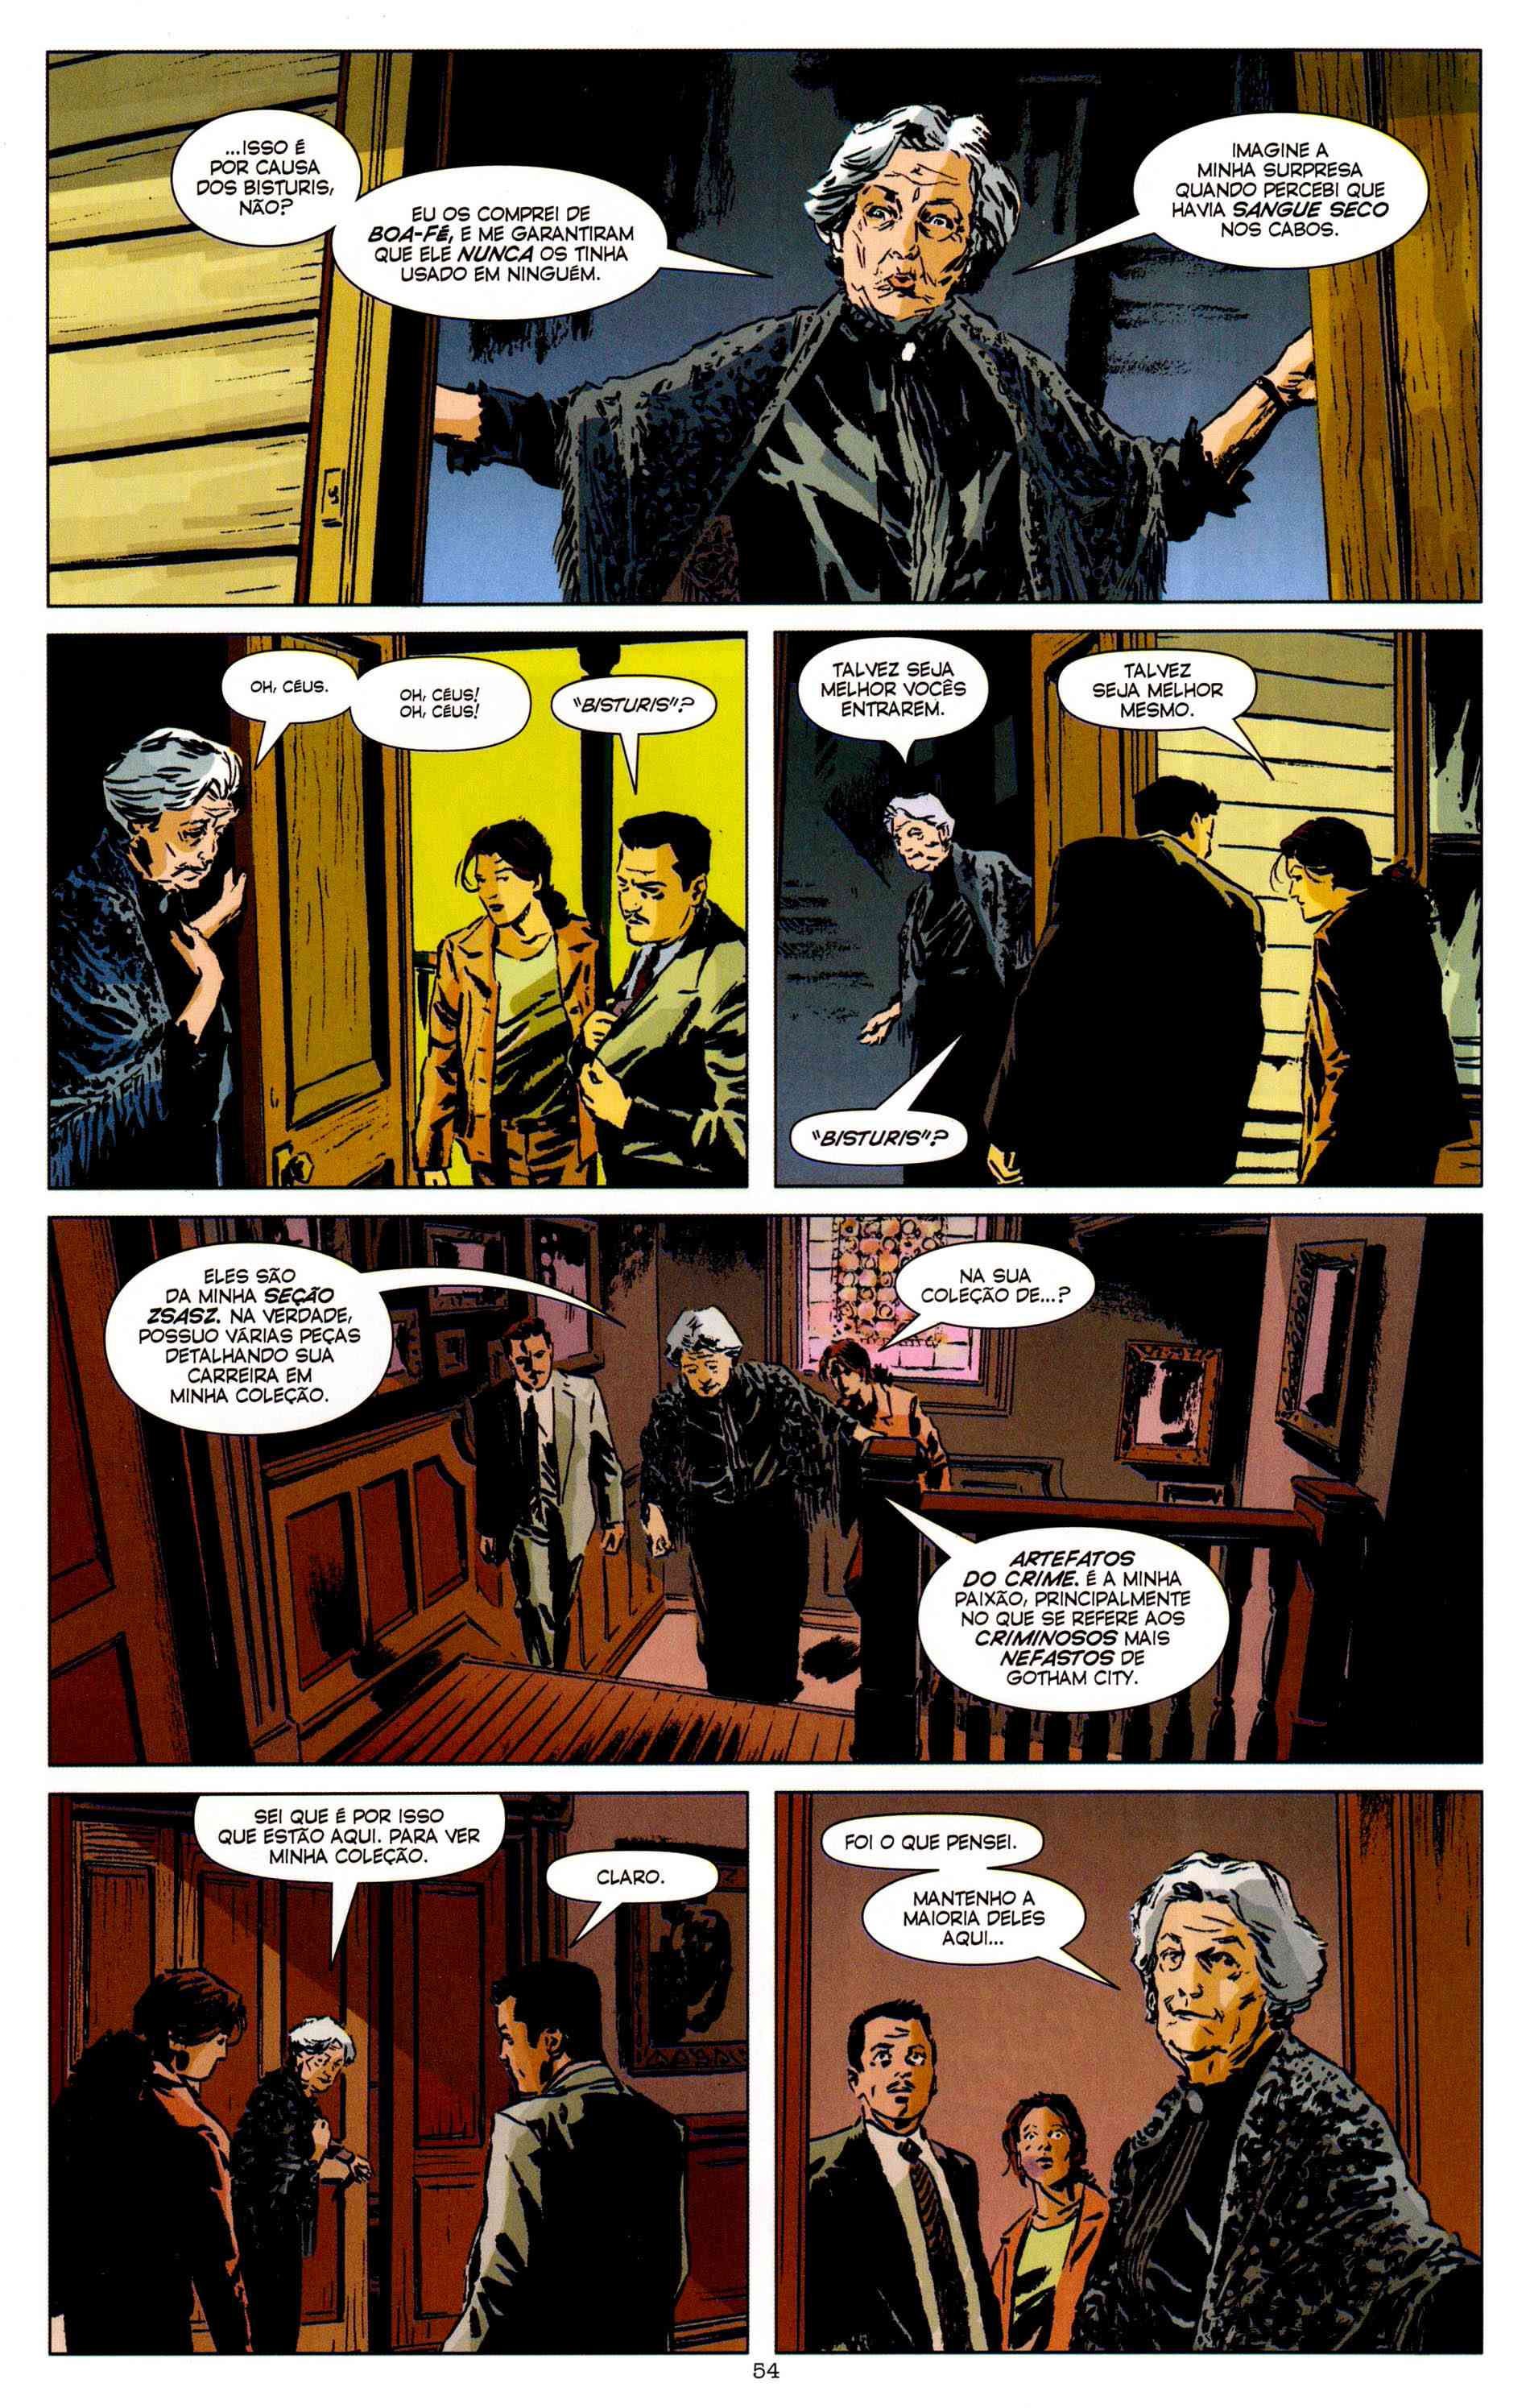 ...ISSO É
POR CAUSA
DOS BISTURIS,
NÃO?
EU OS COMPREI DE
BOA-FÉ, E ME GARANTIRAM
QUE ELE NUNCA OS TINHA
USADO EM NINGUÉM.
IMAGINE A
MINHA SURPRESA
QUANDO PERCEBI QUE
HAVIA SANGUE SECO
NOS CABOS.
OH, CÉUS.
OH, CÉUS!
OH, CÉUS!
"BISTURIS"?
TALVEZ SEJA
MELHOR VOCÊS
ENTRAREM.
TALVEZ
SEJA MELHOR
MESMO.
"BISTURIS"?
ELES SÃO
DA MINHA SEÇÃO
ZSASZ. NA VERDADE,
POSSUO VÁRIAS PEÇAS
DETALHANDO SUA
CARREIRA EM
MINHA COLEÇÃO.
NA SUA
COLEÇÃO DE...?
ARTEFATOS
DO CRIME. É A MINHA
PAIXÃO, PRINCIPALMENTE
NO QUE SE REFERE AOS
CRIMINOSOS MAIS
NEFASTOS DE
GOTHAM CITY.
SEI QUE É POR ISSO
QUE ESTÃO AQUI. PARA VER
MINHA COLEÇÃO.
CLARO.
FOI O QUE PENSEI.
MANTENHO A
MAIORIA DELES
AQUI...
54